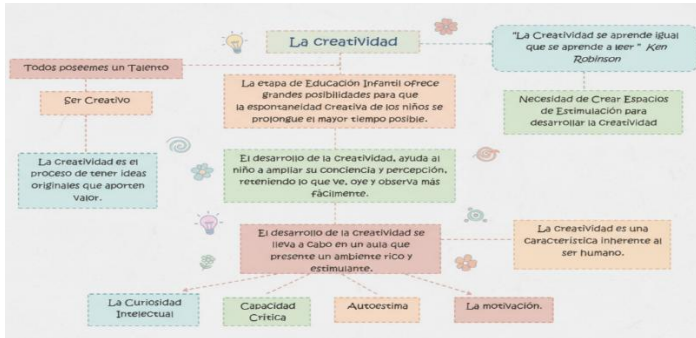 La creatividad
"La Creatividad se aprende igual
que se aprende a leer" Ken
Robinson
Todos poseemes un Talento
Ser Creativo
La Creatividad es el
proceso de tener ideas
originales que aporten
valor.
La etapa de Educación Infantil ofrece
grandes posibilidades para que
la espontaneidad creativa de los niños se
prolongue el mayor tiempo posible.
Necesidad de Crear Espacios
de Estimulación para
desarrollar la Creatividad
El desarrollo de la Creatividad, ayuda al
niño a ampliar su conciencia y percepción,
reteniendo lo que ve, oye y observa más
fácilmente.
El desarrollo de la creatividad se
lleva a cabo en un aula que
presente un ambiente rico y
estimulante.
La creatividad es una
característica inherente al
ser humano.
La Curiosidad
Intelectual
Capacidad
Crítica
Autoestima
La motivación.